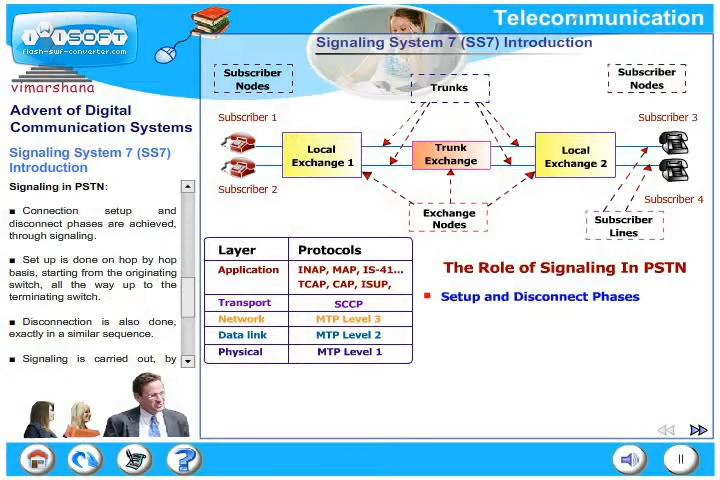 Telecommunication
iWiSOFT
flash-swf-converter.com
vimarshana
Advent of Digital
Communication Systems
Signaling System 7 (SS7)
Introduction
Signaling in PSTN:
■ Connection setup and
disconnect phases are achieved,
through signaling.
■ Set up is done on hop by hop
basis, starting from the originating
switch, all the way up to the
terminating switch.
■ Disconnection is also done,
exactly in a similar sequence.
■ Signaling is carried out, by
Signaling System 7 (SS7) Introduction
Subscriber
Nodes
Trunks
Subscriber
Nodes
Subscriber 1
Subscriber 3
Local
Exchange 1
Trunk
Exchange
Local
Exchange 2
Subscriber 2
Subscriber 4
Exchange
Nodes
Subscriber
Lines
Layer Protocols
Application INAP, MAP, IS-41...
TCAP, CAP, ISUP,
Transport SCCP
Network MTP Level 3
Data link MTP Level 2
Physical MTP Level 1
The Role of Signaling In PSTN
Setup and Disconnect Phases